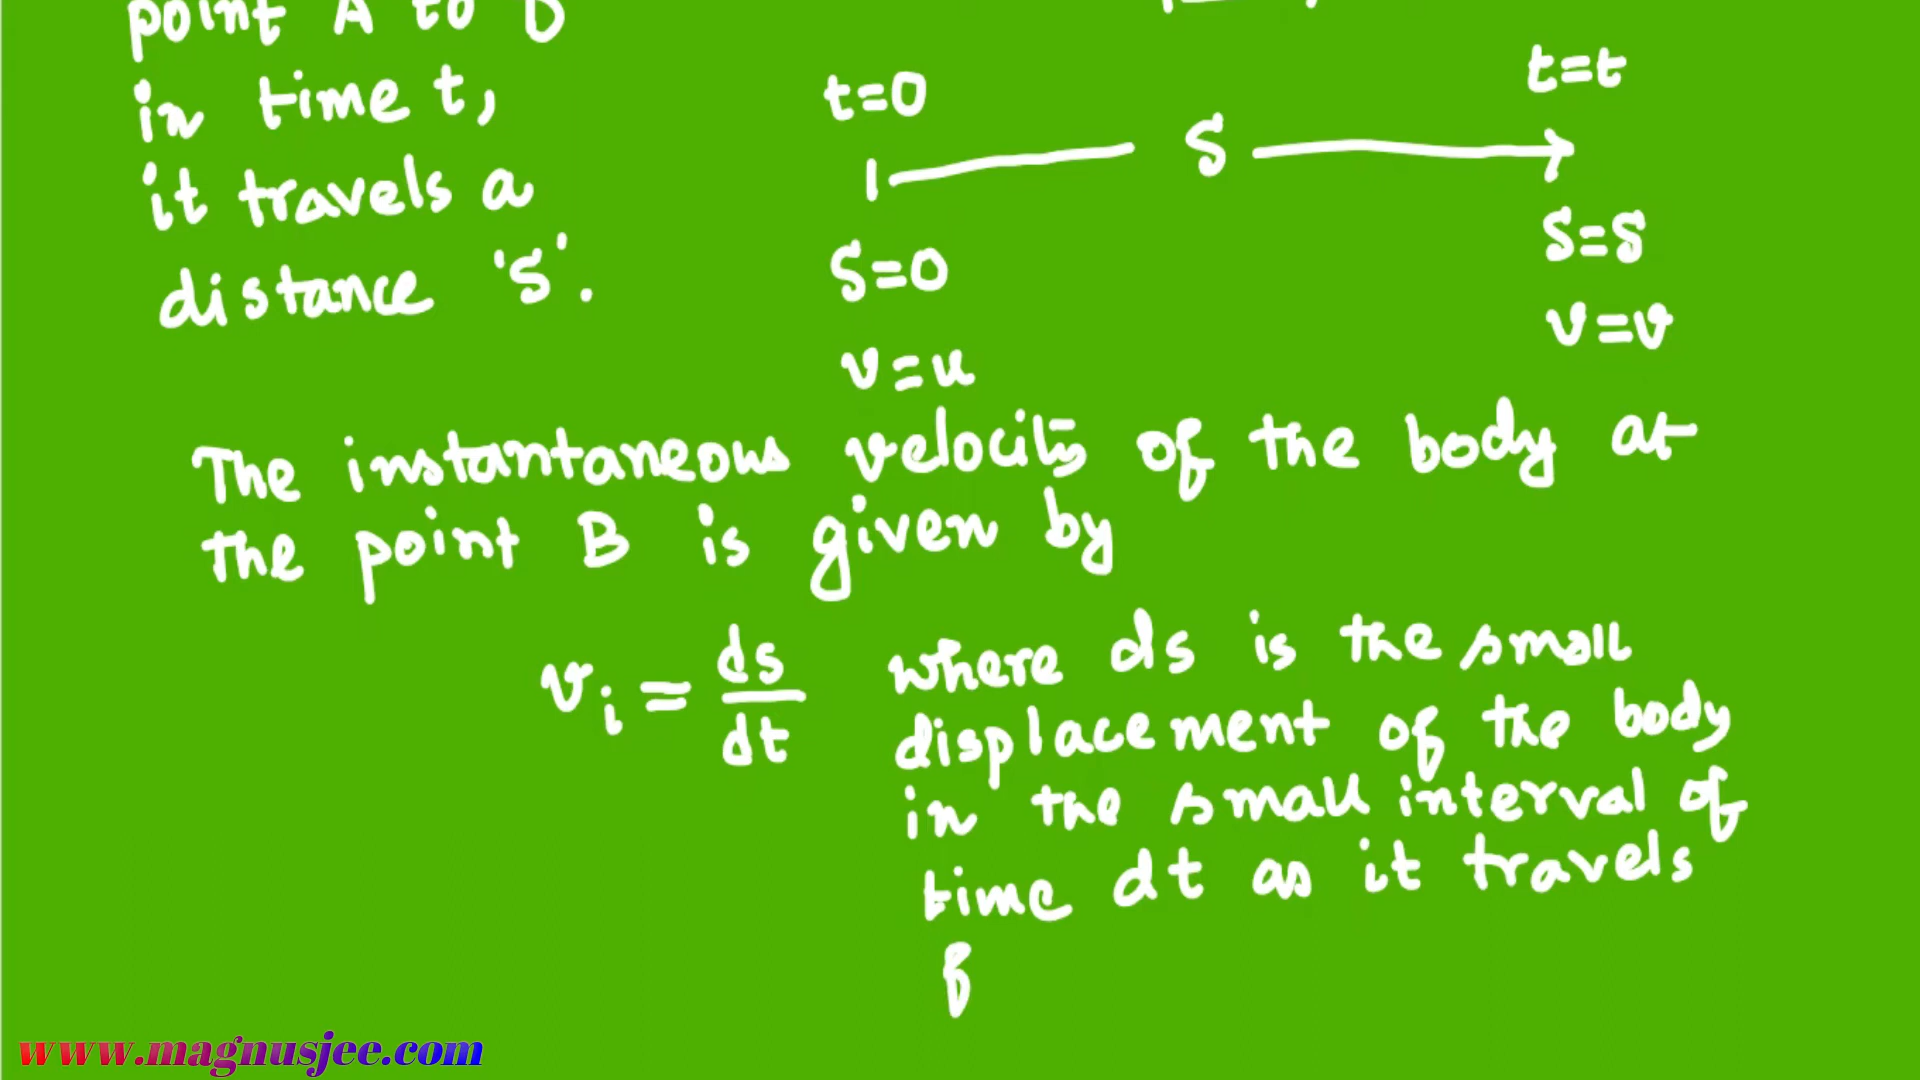 point A to B
in time t,
it travels a
distance 's'.
t=0
t=t
S
S=0
S=S
v=u
v=v
The instantaneous velocity of the body at
the point B is given by
vi = ds/dt
where ds is the small
displacement of the body
in the small interval of
time dt as it travels
f
www.magnusjee.com